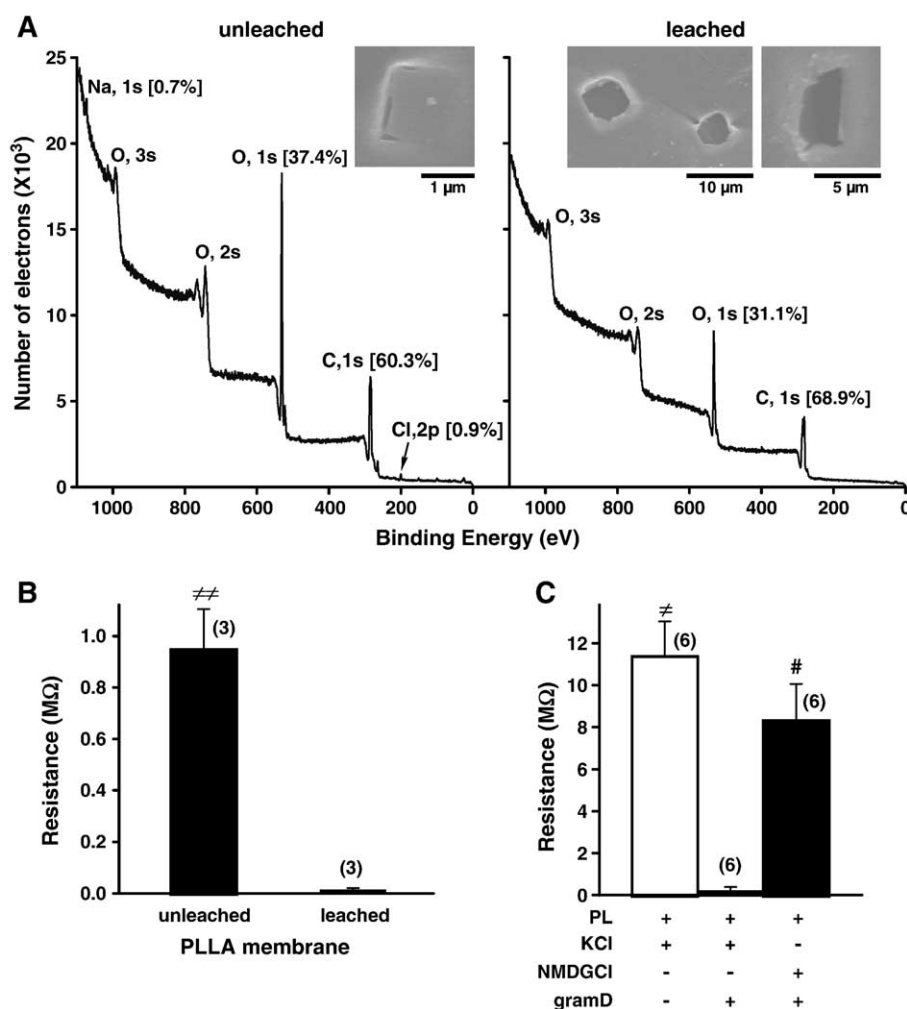 A
unleached
leached
Number of electrons (X10³)
25
20
15
10
5
0
Na, 1s [0.7%]
O, 3s
O, 2s
O, 1s [37.4%]
C,1s [60.3%]
Cl,2p [0.9%]
1 µm
O, 3s
O, 2s
O, 1s [31.1%]
C, 1s [68.9%]
10 µm
5 µm
1000 800 600 400 200 0
1000 800 600 400 200 0
Binding Energy (eV)
B
Resistance (MΩ)
1.0
0.8
0.6
0.4
0.2
0.0
≠≠
(3)
(3)
unleached leached
PLLA membrane
C
Resistance (MΩ)
12
10
8
6
4
2
0
≠
(6)
(6)
#
(6)
PL + + +
KCl + + -
NMDGCl - - +
gramD - + +